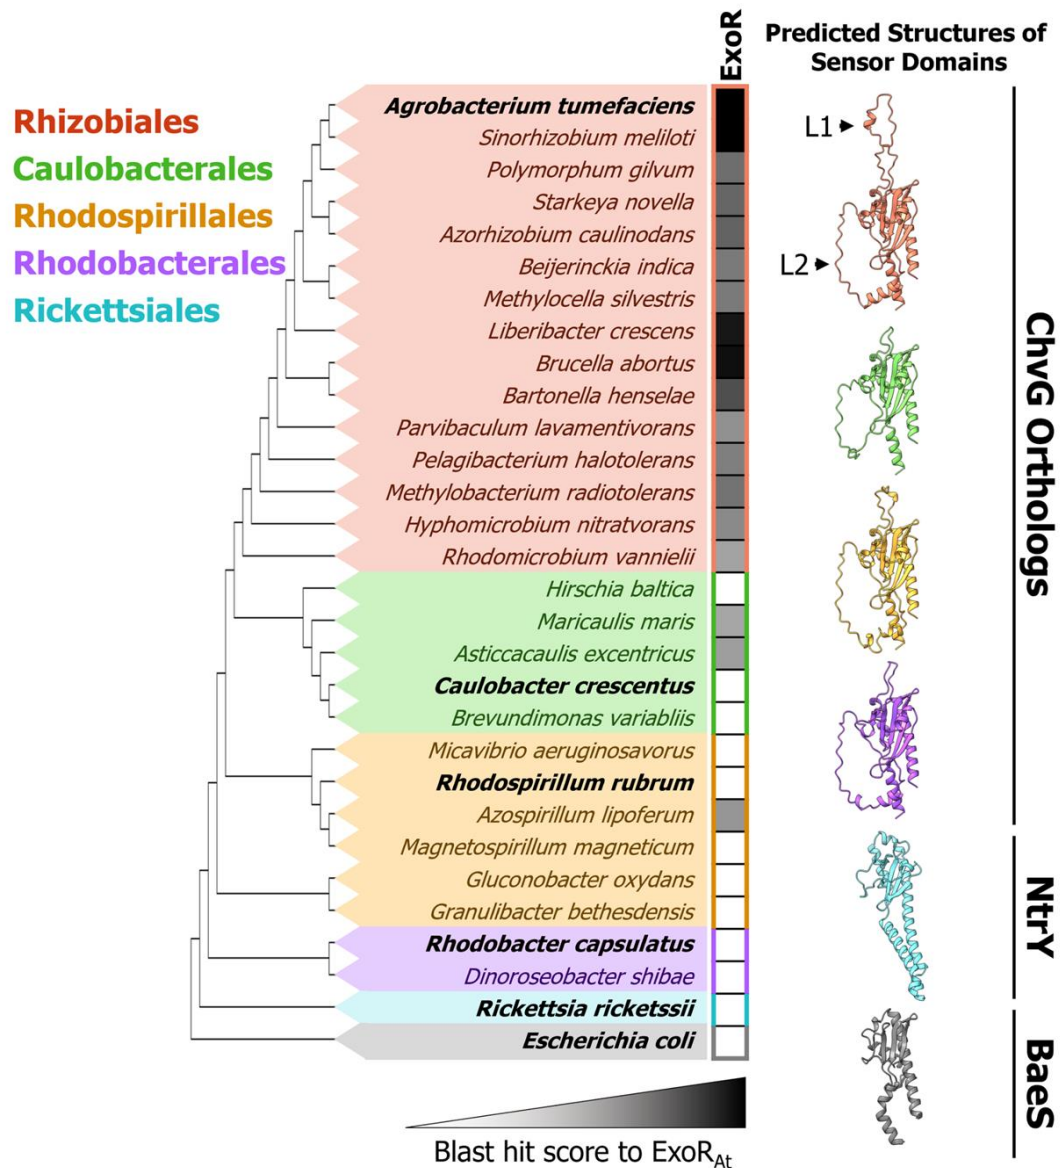 Predicted Structures of
Sensor Domains
ExoR
Rhizobiales
Caulobacterales
Rhodospirillales
Rhodobacterales
Rickettsiales
Agrobacterium tumefaciens
Sinorhizobium meliloti
Polymorphum gilvum
Starkeya novella
Azorhizobium caulinodans
Beijerinckia indica
Methylocella silvestris
Liberibacter crescens
Brucella abortus
Bartonella henselae
Parvibaculum lavamentivorans
Pelagibacterium halotolerans
Methylobacterium radiotolerans
Hyphomicrobium nitratvorans
Rhodomicrobium vannielii
Hirschia baltica
Maricaulis maris
Asticcacaulis excentricus
Caulobacter crescentus
Brevundimonas variabliis
Micavibrio aeruginosavorus
Rhodospirillum rubrum
Azospirillum lipoferum
Magnetospirillum magneticum
Gluconobacter oxydans
Granulibacter bethesdensis
Rhodobacter capsulatus
Dinoroseobacter shibae
Rickettsia ricketssii
Escherichia coli
L1
L2
ChvG Orthologs
NtrY
BaeS
Blast hit score to ExoRAt